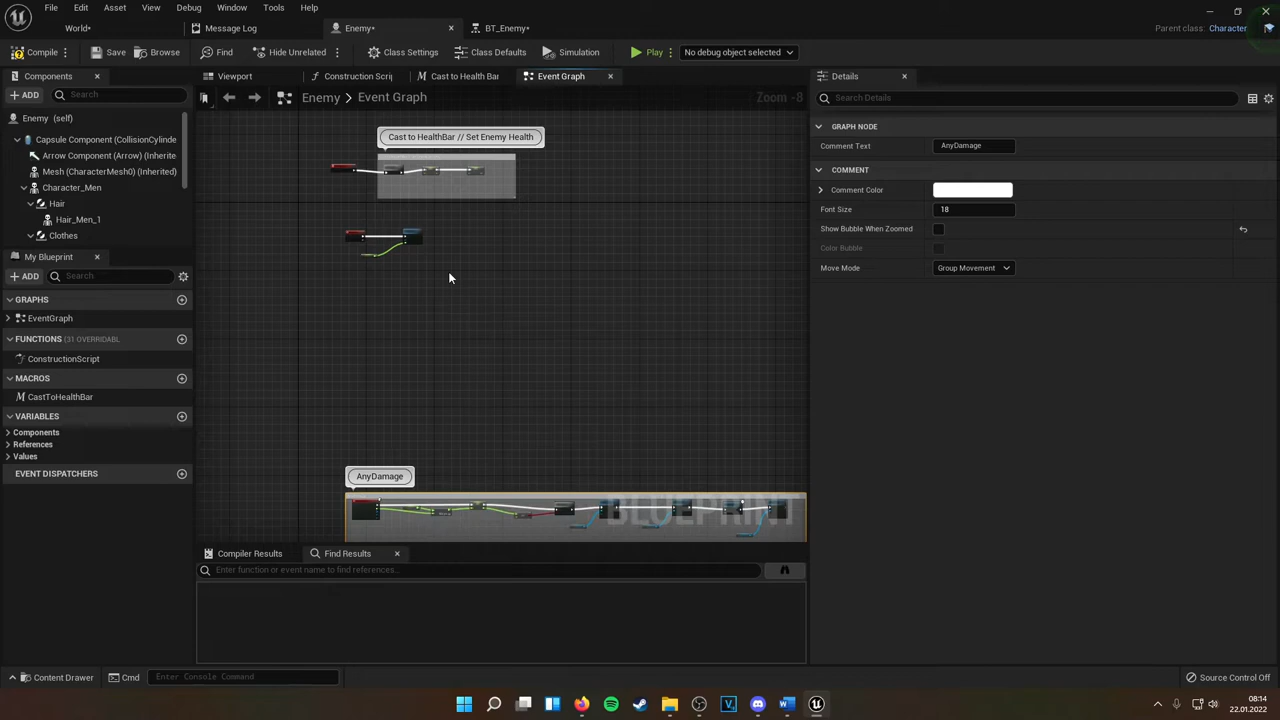 File Edit Asset View Debug Window Tools Help
World* Message Log Enemy* BT_Enemy* Parent class: Character
Compile Save Browse Find Hide Unrelated Class Settings Class Defaults Simulation Play No debug object selected
Components Viewport Construction Scrip Cast to Health Bar Event Graph Details
ADD Search Enemy Event Graph Zoom -8 Search Details
Enemy (self)
Capsule Component (CollisionCylinde
Arrow Component (Arrow) (Inherite
Mesh (CharacterMesh0) (Inherited)
Character_Men
Hair
Hair_Men_1
Clothes
My Blueprint
ADD Search
GRAPHS
EventGraph
FUNCTIONS (31 OVERRIDABL
ConstructionScript
MACROS
CastToHealthBar
VARIABLES
Components
References
Values
EVENT DISPATCHERS
Cast to HealthBar // Set Enemy Health
AnyDamage
BLUEPRINT
GRAPH NODE
Comment Text AnyDamage
COMMENT
Comment Color
Font Size 18
Show Bubble When Zoomed
Color Bubble
Move Mode Group Movement
Compiler Results Find Results
Enter function or event name to find references...
Content Drawer Cmd Enter Console Command Source Control Off
08:14
22.01.2022